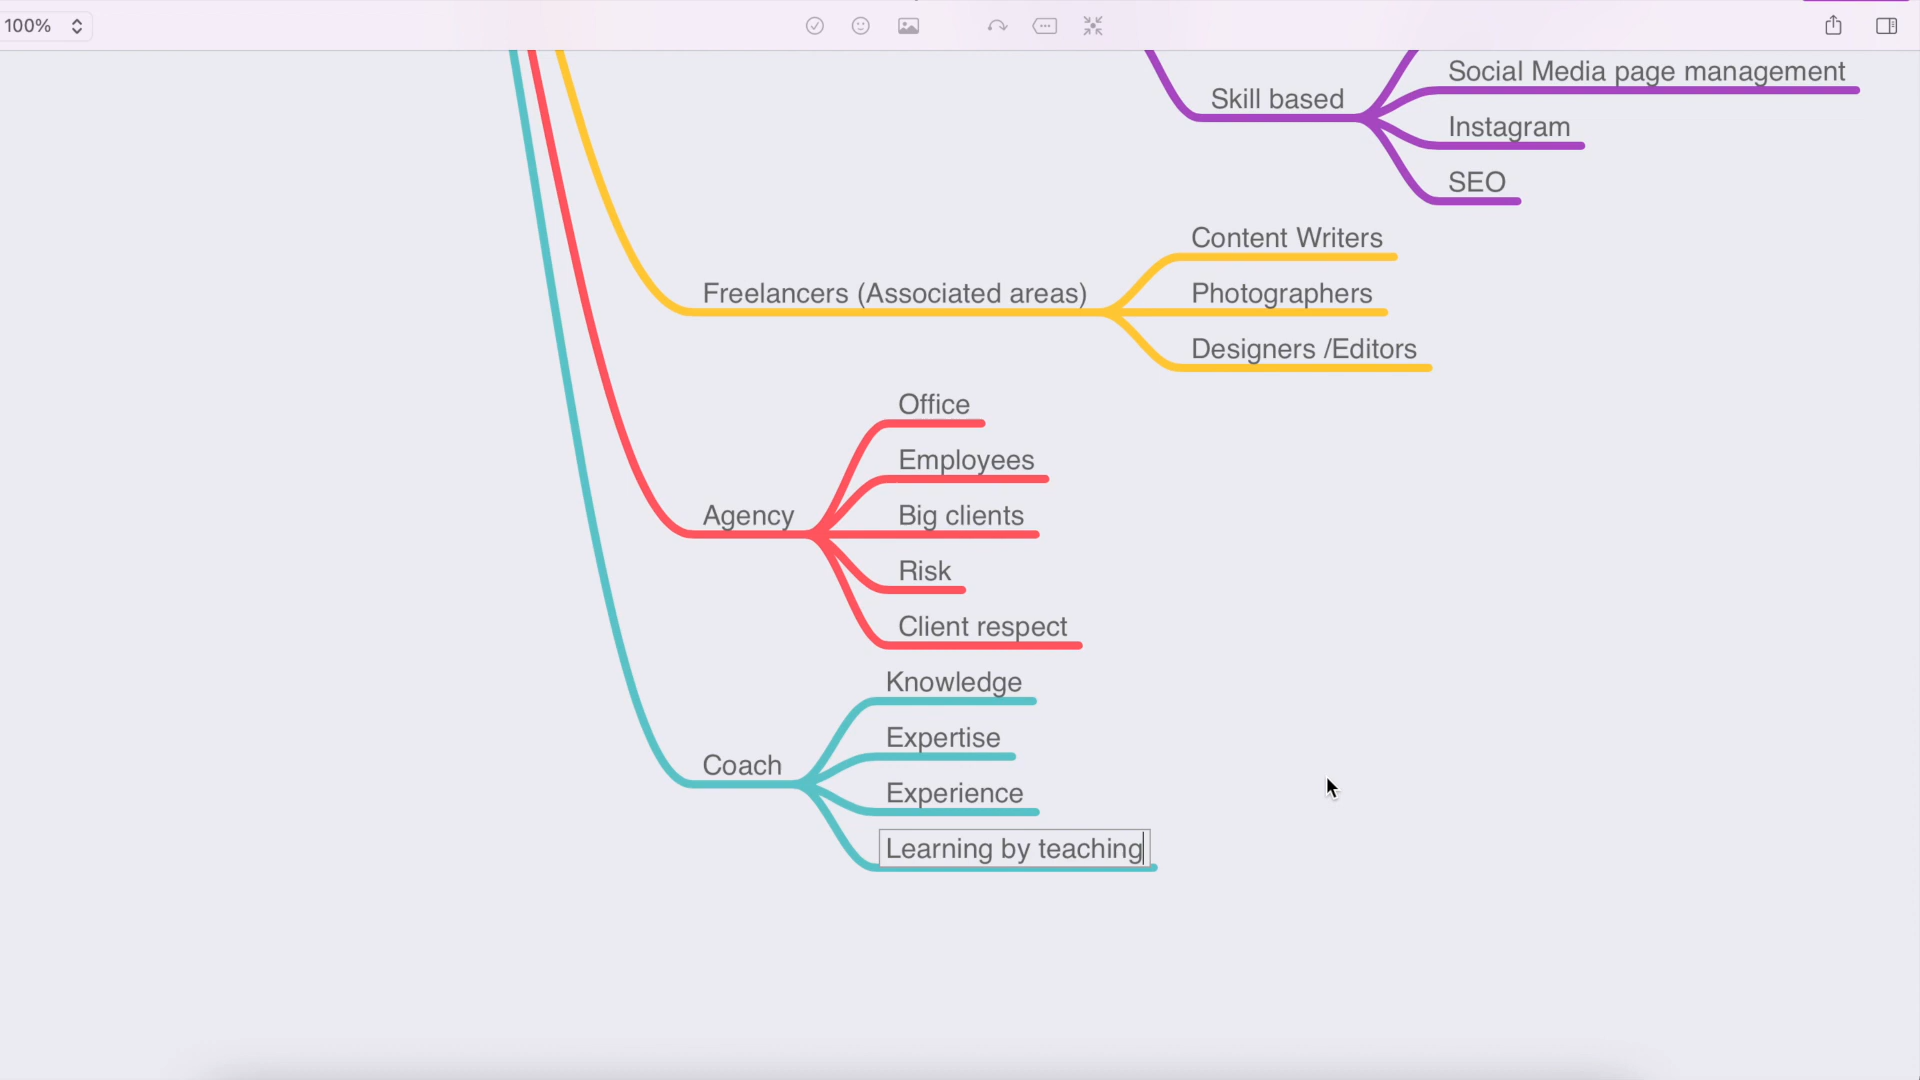 100%
Social Media page management
Skill based
Instagram
SEO
Content Writers
Freelancers (Associated areas)
Photographers
Designers /Editors
Office
Employees
Agency
Big clients
Risk
Client respect
Knowledge
Expertise
Coach
Experience
Learning by teaching